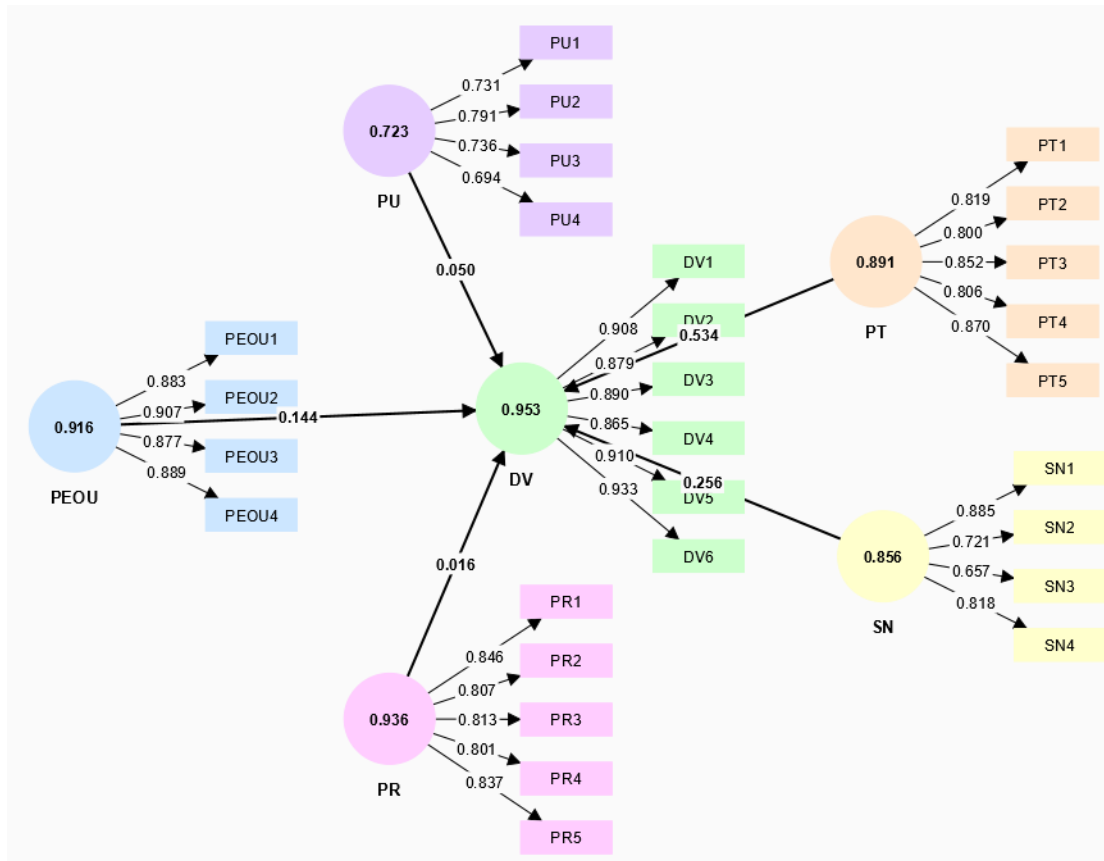 PU1
0.731
PU2
0.791
0.723
0.736
PU3
0.694
PU
PU4
0.050
PT1
0.819
PT2
0.800
0.891
0.852
PT3
0.806
PT
PT4
0.870
PT5
DV1
0.908
DV2
0.534
0.879
DV3
0.890
0.953
0.865
DV4
0.910
DV
0.256
DV5
0.933
DV6
PEOU1
0.883
PEOU2
0.907
0.144
0.916
0.877
PEOU3
0.889
PEOU
PEOU4
SN1
0.885
SN2
0.721
0.856
0.657
SN3
0.818
SN
SN4
0.016
PR1
0.846
PR2
0.807
0.936
0.813
PR3
0.801
PR
PR4
0.837
PR5